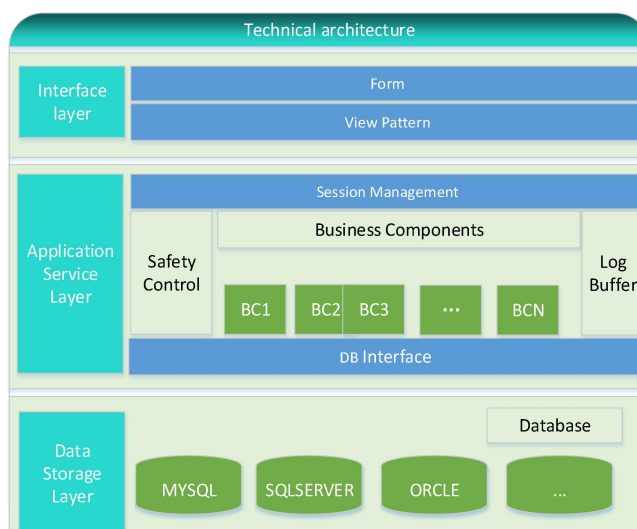 Technical architecture
Interface
layer
Form
View Pattern
Application
Service
Layer
Session Management
Safety
Control
Business Components
BC1
BC2
BC3
...
BCN
Log
Buffer
DB Interface
Data
Storage
Layer
Database
MYSQL
SQLSERVER
ORCLE
...